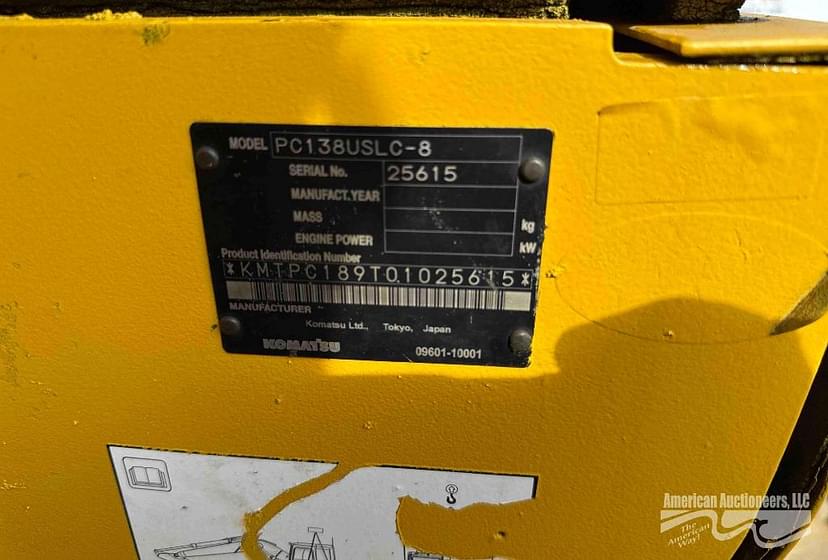 MODEL PC138USLC-8
SERIAL No. 25615
MANUFACT.YEAR
MASS kg
ENGINE POWER kW
Product Identification Number
*KMTPC189T01025615*
MANUFACTURER
Komatsu Ltd., Tokyo, Japan
KOMATSU 09601-10001
American Auctioneers, LLC
The
American
Way!